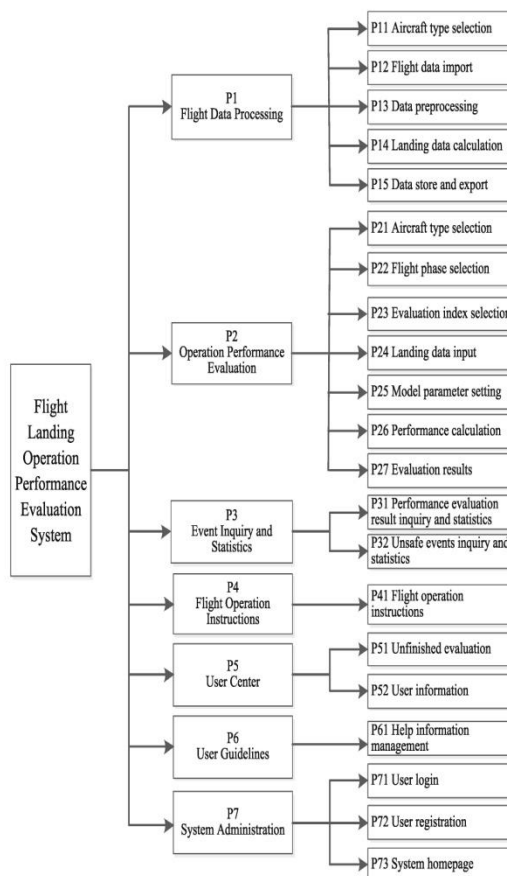 Flight
Landing
Operation
Performance
Evaluation
System
P1
Flight Data Processing
P11 Aircraft type selection
P12 Flight data import
P13 Data preprocessing
P14 Landing data calculation
P15 Data store and export
P2
Operation Performance
Evaluation
P21 Aircraft type selection
P22 Flight phase selection
P23 Evaluation index selection
P24 Landing data input
P25 Model parameter setting
P26 Performance calculation
P27 Evaluation results
P3
Event Inquiry and
Statistics
P31 Performance evaluation
result inquiry and statistics
P32 Unsafe events inquiry and
statistics
P4
Flight Operation
Instructions
P41 Flight operation
instructions
P5
User Center
P51 Unfinished evaluation
P52 User information
P6
User Guidelines
P61 Help information
management
P7
System Administration
P71 User login
P72 User registration
P73 System homepage